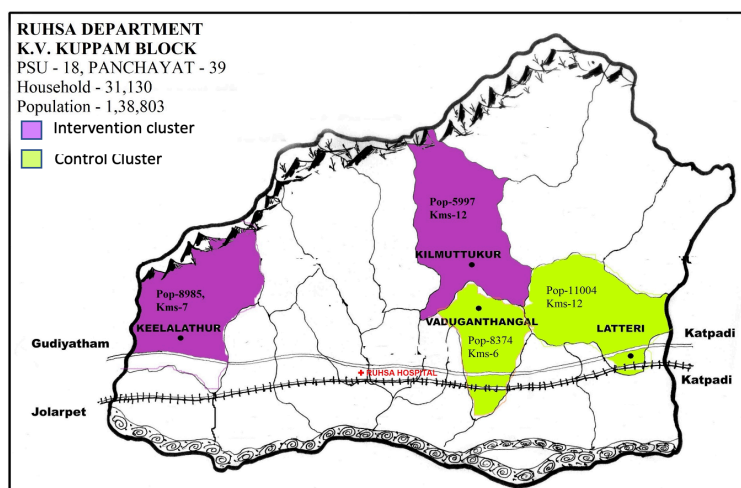 RUHSA DEPARTMENT
K.V. KUPPAM BLOCK
PSU - 18, PANCHAYAT - 39
Household - 31,130
Population - 1,38,803
Intervention cluster
Control Cluster
Pop-5997
Kms-12
KILMUTTUKUR
Pop-8985,
Kms-7
KEELALATHUR
Pop-11004
Kms-12
VADUGANTHANGAL
LATTERI
Pop-8374
Kms-6
Gudiyatham
Katpadi
RUHSA HOSPITAL
Katpadi
Jolarpet